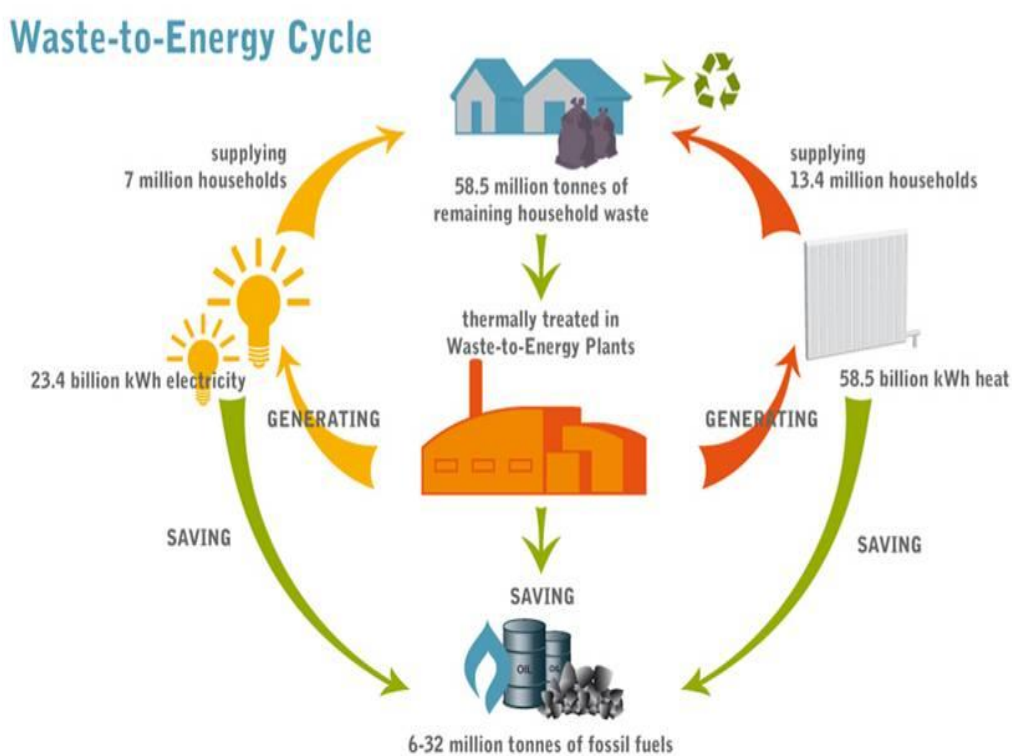 Waste-to-Energy Cycle
supplying
7 million households
58.5 million tonnes of
remaining household waste
supplying
13.4 million households
thermally treated in
Waste-to-Energy Plants
23.4 billion kWh electricity
58.5 billion kWh heat
GENERATING
GENERATING
SAVING
SAVING
SAVING
OIL
OIL
6-32 million tonnes of fossil fuels